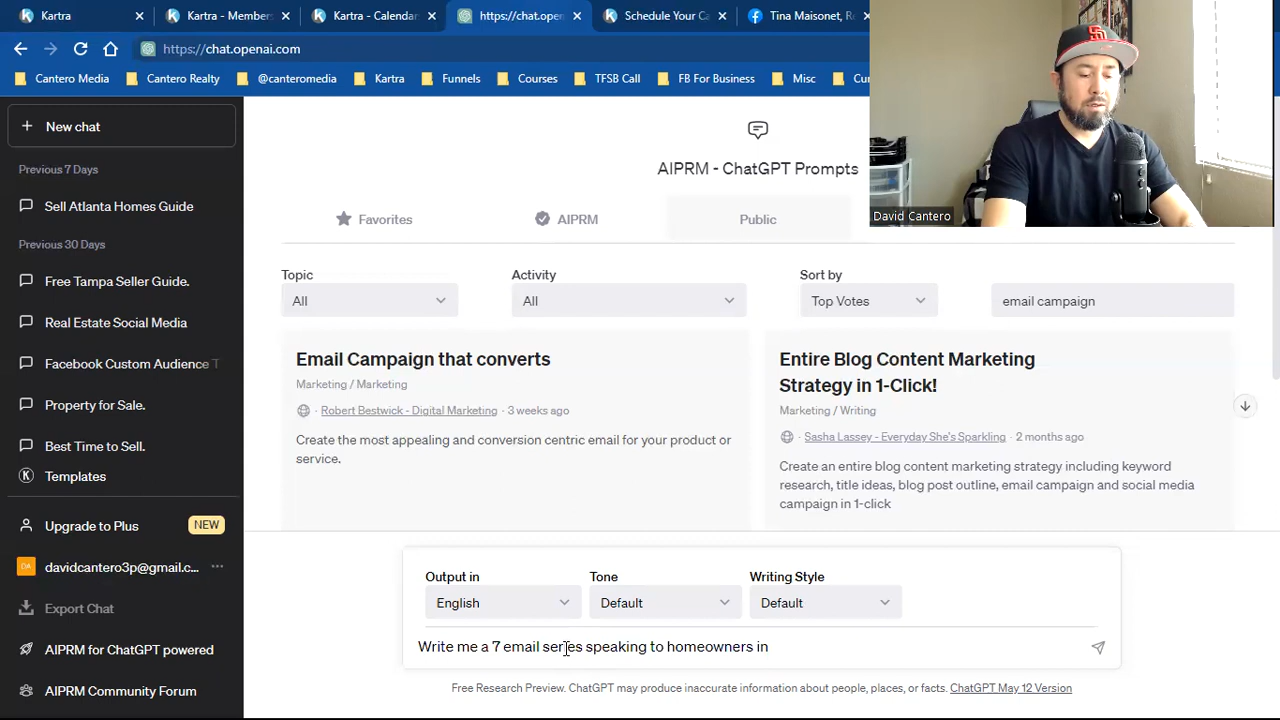 Kartra
Kartra - Members
Kartra - Calendar
https://chat.open
Schedule Your Ca
Tina Maisonet, R
https://chat.openai.com
Cantero Media
Cantero Realty
@canteromedia
Kartra
Funnels
Courses
TFSB Call
FB For Business
Misc
Cur
New chat
Previous 7 Days
Sell Atlanta Homes Guide
Previous 30 Days
Free Tampa Seller Guide.
Real Estate Social Media
Facebook Custom Audience T
Property for Sale.
Best Time to Sell.
Templates
Upgrade to Plus
NEW
DA
davidcantero3p@gmail.c...
Export Chat
AIPRM for ChatGPT powered
AIPRM Community Forum
AIPRM - ChatGPT Prompts
Favorites
AIPRM
Public
David Cantero
Topic
Activity
Sort by
All
All
Top Votes
email campaign
Email Campaign that converts
Marketing / Marketing
· Robert Bestwick - Digital Marketing · 3 weeks ago
Create the most appealing and conversion centric email for your product or
service.
Entire Blog Content Marketing
Strategy in 1-Click!
Marketing / Writing
· Sasha Lassey - Everyday She's Sparkling · 2 months ago
Create an entire blog content marketing strategy including keyword
research, title ideas, blog post outline, email campaign and social media
campaign in 1-click
Output in
Tone
Writing Style
English
Default
Default
Write me a 7 email series speaking to homeowners in
Free Research Preview. ChatGPT may produce inaccurate information about people, places, or facts. ChatGPT May 12 Version